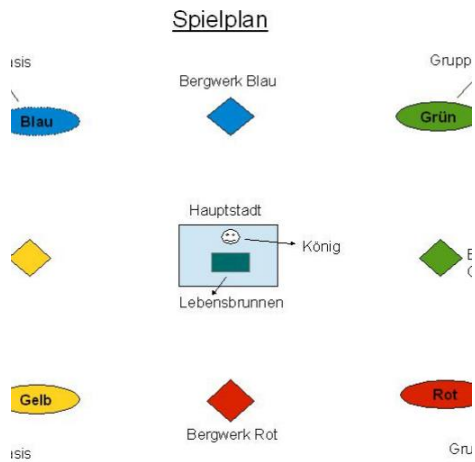 Spielplan
Bergwerk Blau
Blau
Grün
Hauptstadt
König
Lebensbrunnen
Gelb
Rot
Bergwerk Rot